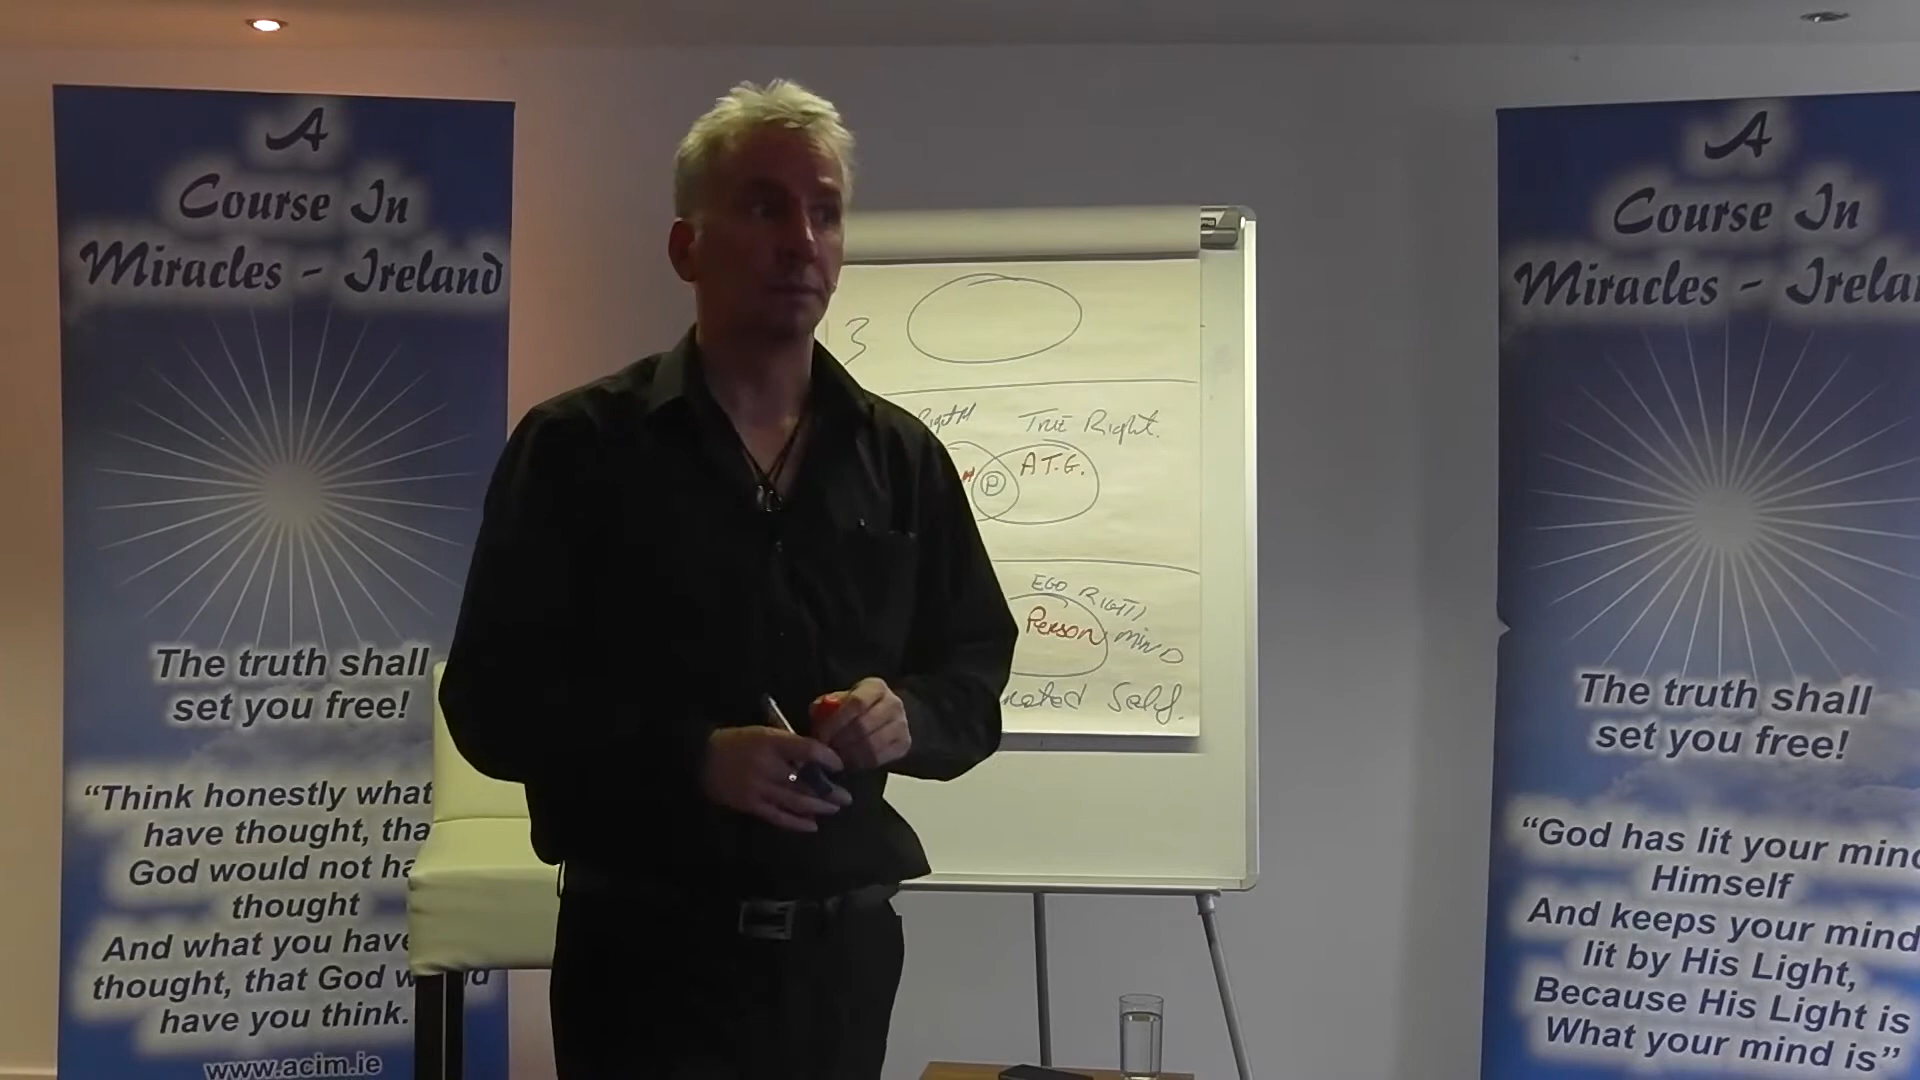 A
Course In
Miracles - Ireland
The truth shall
set you free!
“Think honestly what
have thought, tha
God would not ha
thought
And what you have
thought, that God w d
have you think.
www.acim.ie
3
Right True Right.
P A.T.G.
EGO RIGHT
PERSON MIND
Self.
A
Course In
Miracles - Irela
The truth shall
set you free!
“God has lit your mind
Himself
And keeps your mind
lit by His Light,
Because His Light is
What your mind is”